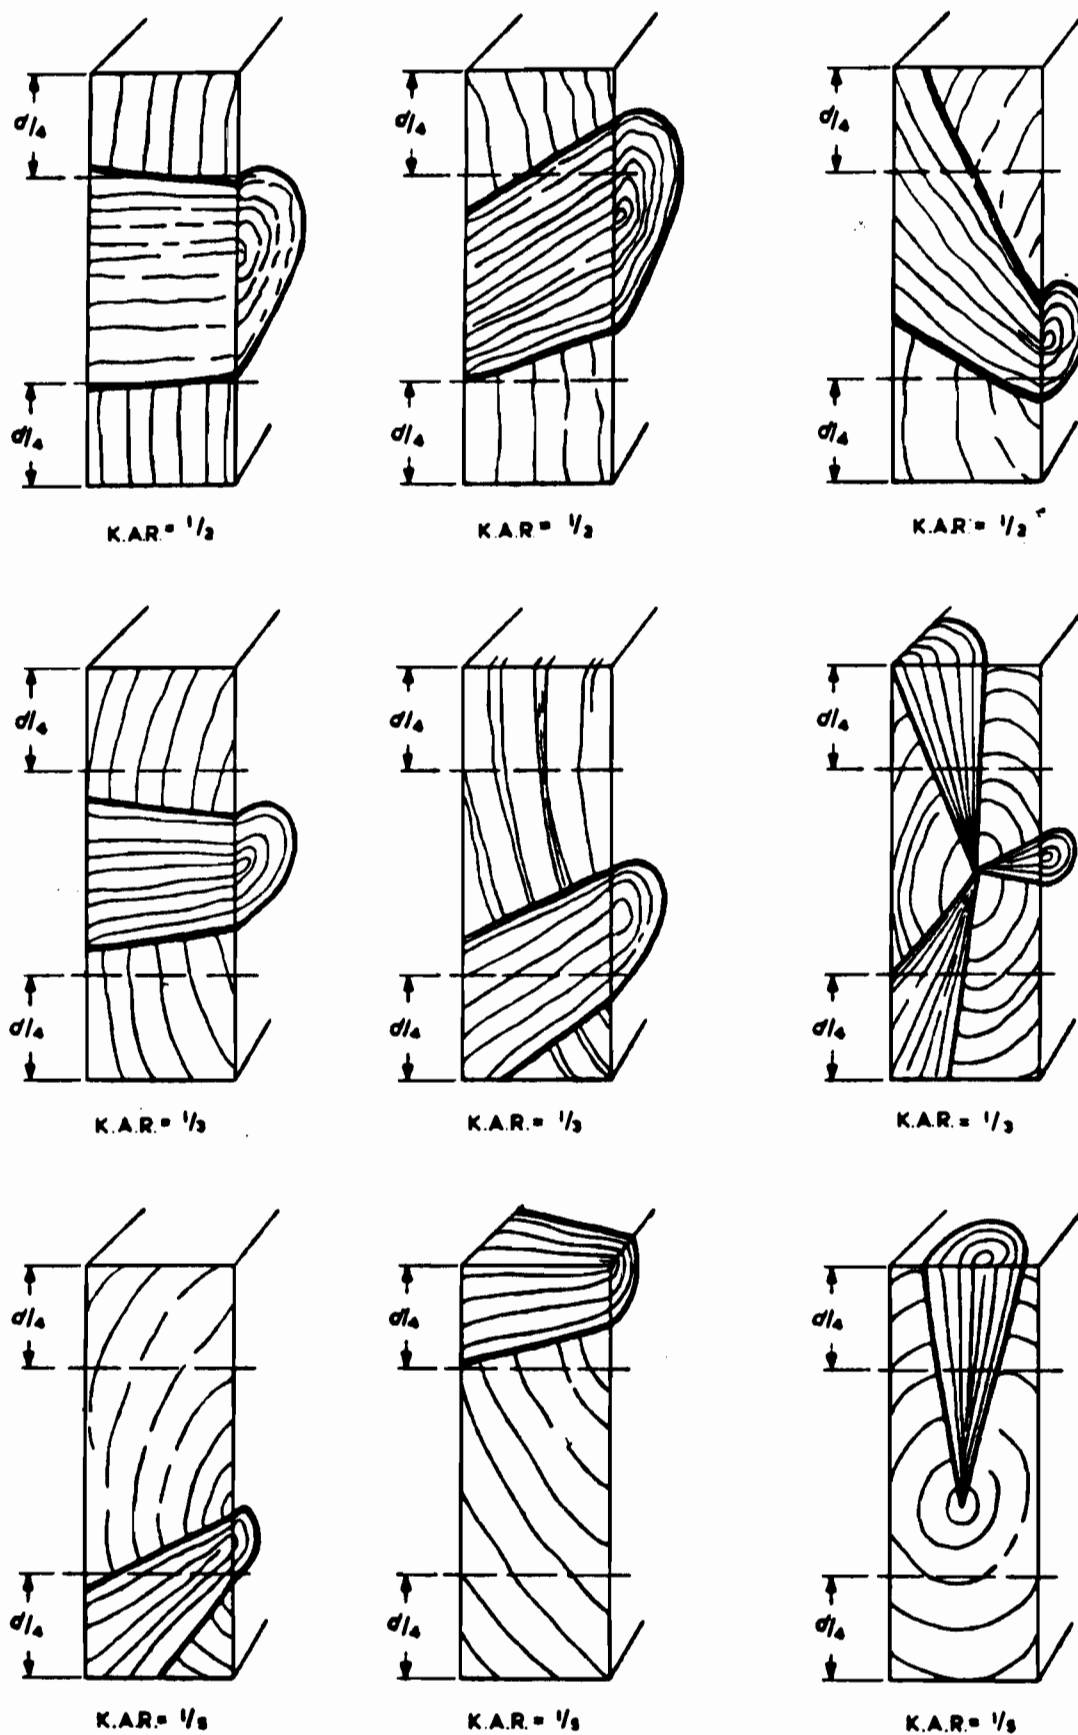 d/4
d/4
d/4
d/4
d/4
d/4
K.A.R. = 1/2
K.A.R. = 1/2
K.A.R. = 1/2
d/4
d/4
d/4
d/4
d/4
d/4
K.A.R. = 1/3
K.A.R. = 1/3
K.A.R. = 1/3
d/4
d/4
d/4
d/4
d/4
d/4
K.A.R. = 1/5
K.A.R. = 1/5
K.A.R. = 1/5